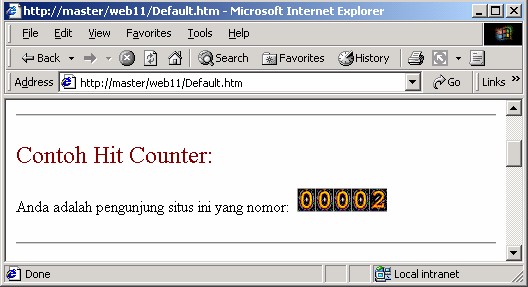 http://master/web11/Default.htm - Microsoft Internet Explorer
File Edit View Favorites Tools Help
Back Search Favorites History
Address http://master/web11/Default.htm Go Links »
Contoh Hit Counter:
Anda adalah pengunjung situs ini yang nomor: 00002
Done Local intranet